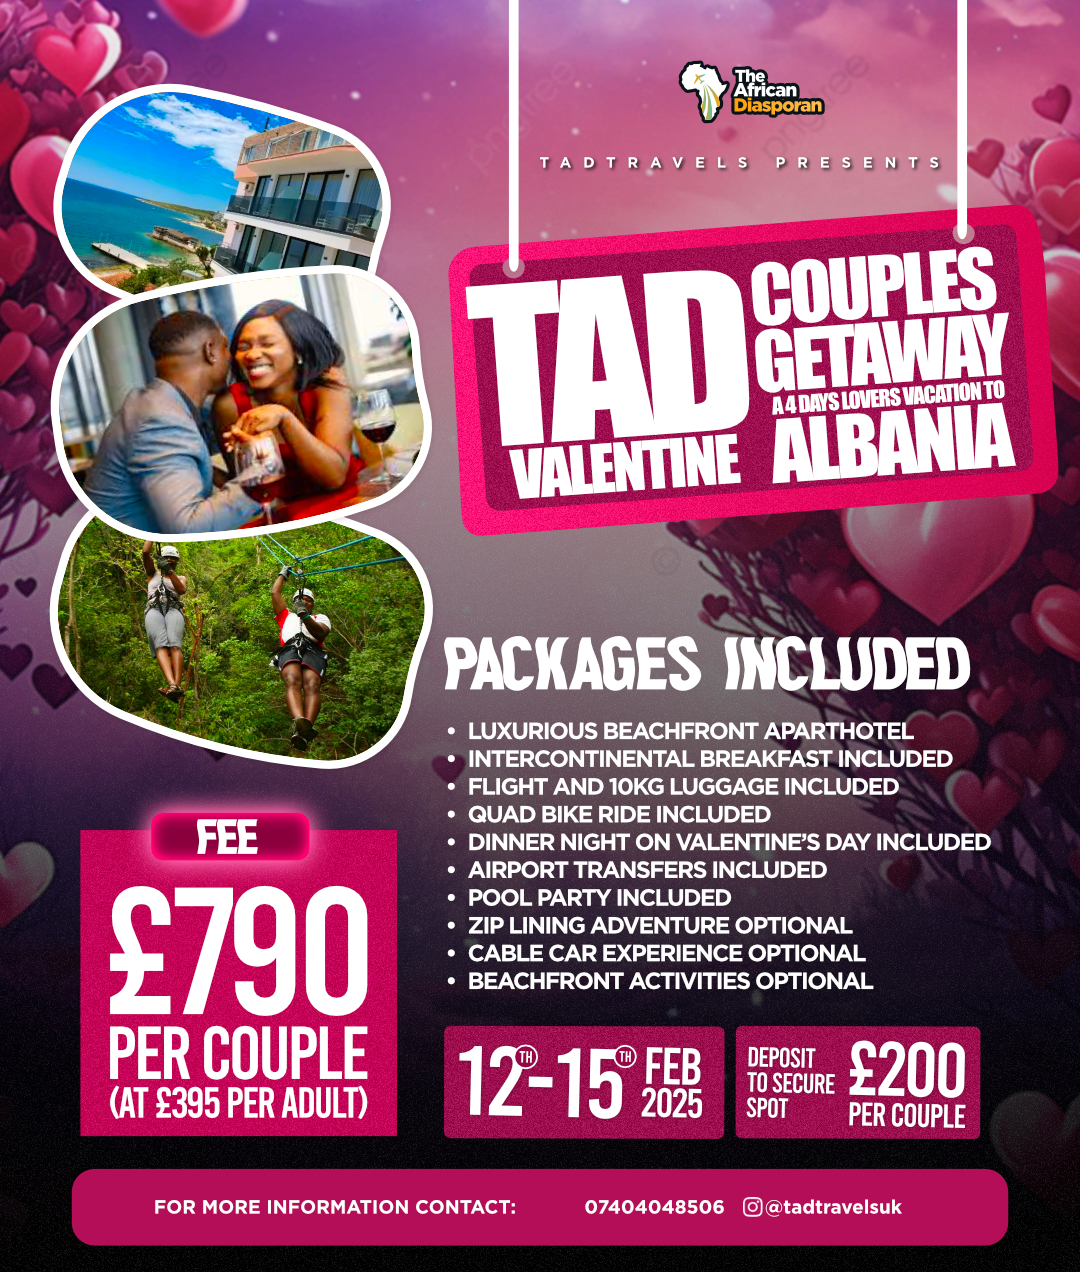 The
African
Diasporan
TADTRAVELS PRESENTS
TAD
VALENTINE
COUPLES
GETAWAY
A 4 DAYS LOVERS VACATION TO
ALBANIA
PACKAGES INCLUDED
• LUXURIOUS BEACHFRONT APARTHOTEL
• INTERCONTINENTAL BREAKFAST INCLUDED
• FLIGHT AND 10KG LUGGAGE INCLUDED
• QUAD BIKE RIDE INCLUDED
• DINNER NIGHT ON VALENTINE'S DAY INCLUDED
• AIRPORT TRANSFERS INCLUDED
• POOL PARTY INCLUDED
• ZIP LINING ADVENTURE OPTIONAL
• CABLE CAR EXPERIENCE OPTIONAL
• BEACHFRONT ACTIVITIES OPTIONAL
FEE
£790
PER COUPLE
(AT £395 PER ADULT)
12TH-15TH FEB
2025
DEPOSIT
TO SECURE
SPOT
£200
PER COUPLE
FOR MORE INFORMATION CONTACT: 07404048506 @tadtravelsuk